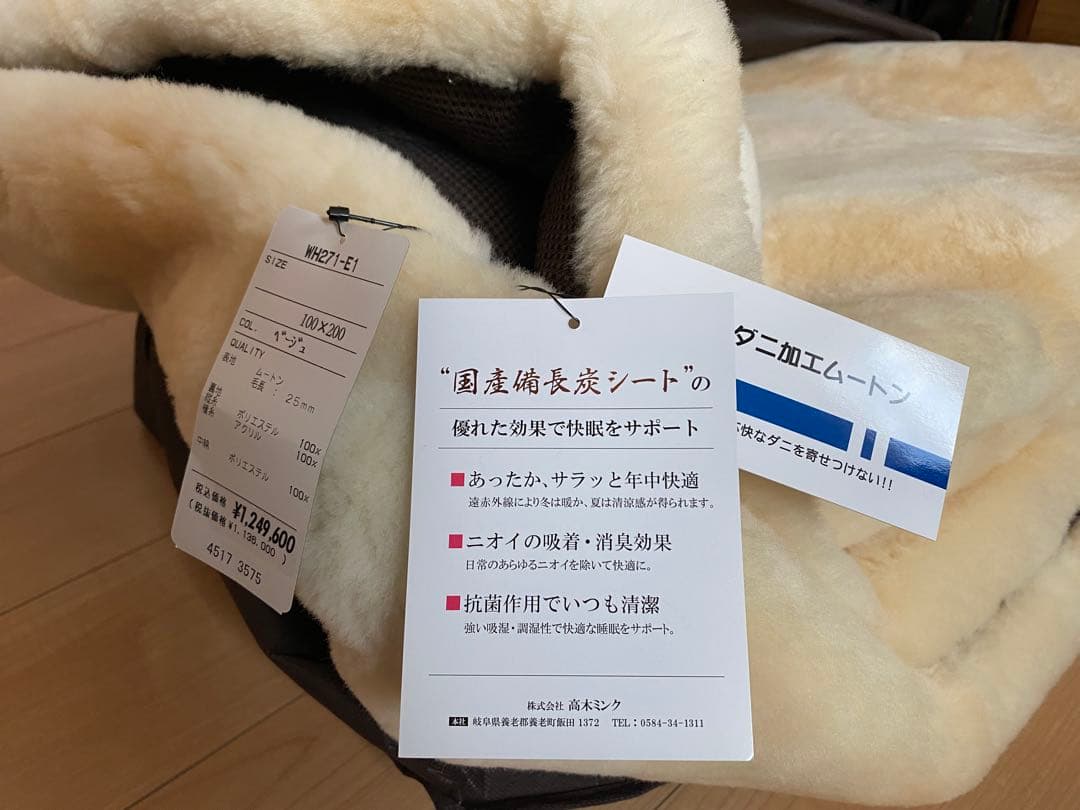 WH271-E1
SIZE
100×200
COL. ベージュ
QUALITY
表地 ムートン
毛長 : 25mm
裏地
縦糸 ポリエステル 100%
横糸 アクリル 100%
中綿 ポリエステル 100%
税込価格 ¥1,249,600
(税抜価格 ¥1,136,000 )
4517 3575
“国産備長炭シート”の
優れた効果で快眠をサポート
■あったか、サラッと年中快適
遠赤外線により冬は暖か、夏は清涼感が得られます。
■ニオイの吸着・消臭効果
日常のあらゆるニオイを除いて快適に。
■抗菌作用でいつも清潔
強い吸湿・調湿性で快適な睡眠をサポート。
株式会社 高木ミンク
本社 岐阜県養老郡養老町飯田1372 TEL:0584-34-1311
ダニ加工ムートン
快なダニを寄せつけない!!